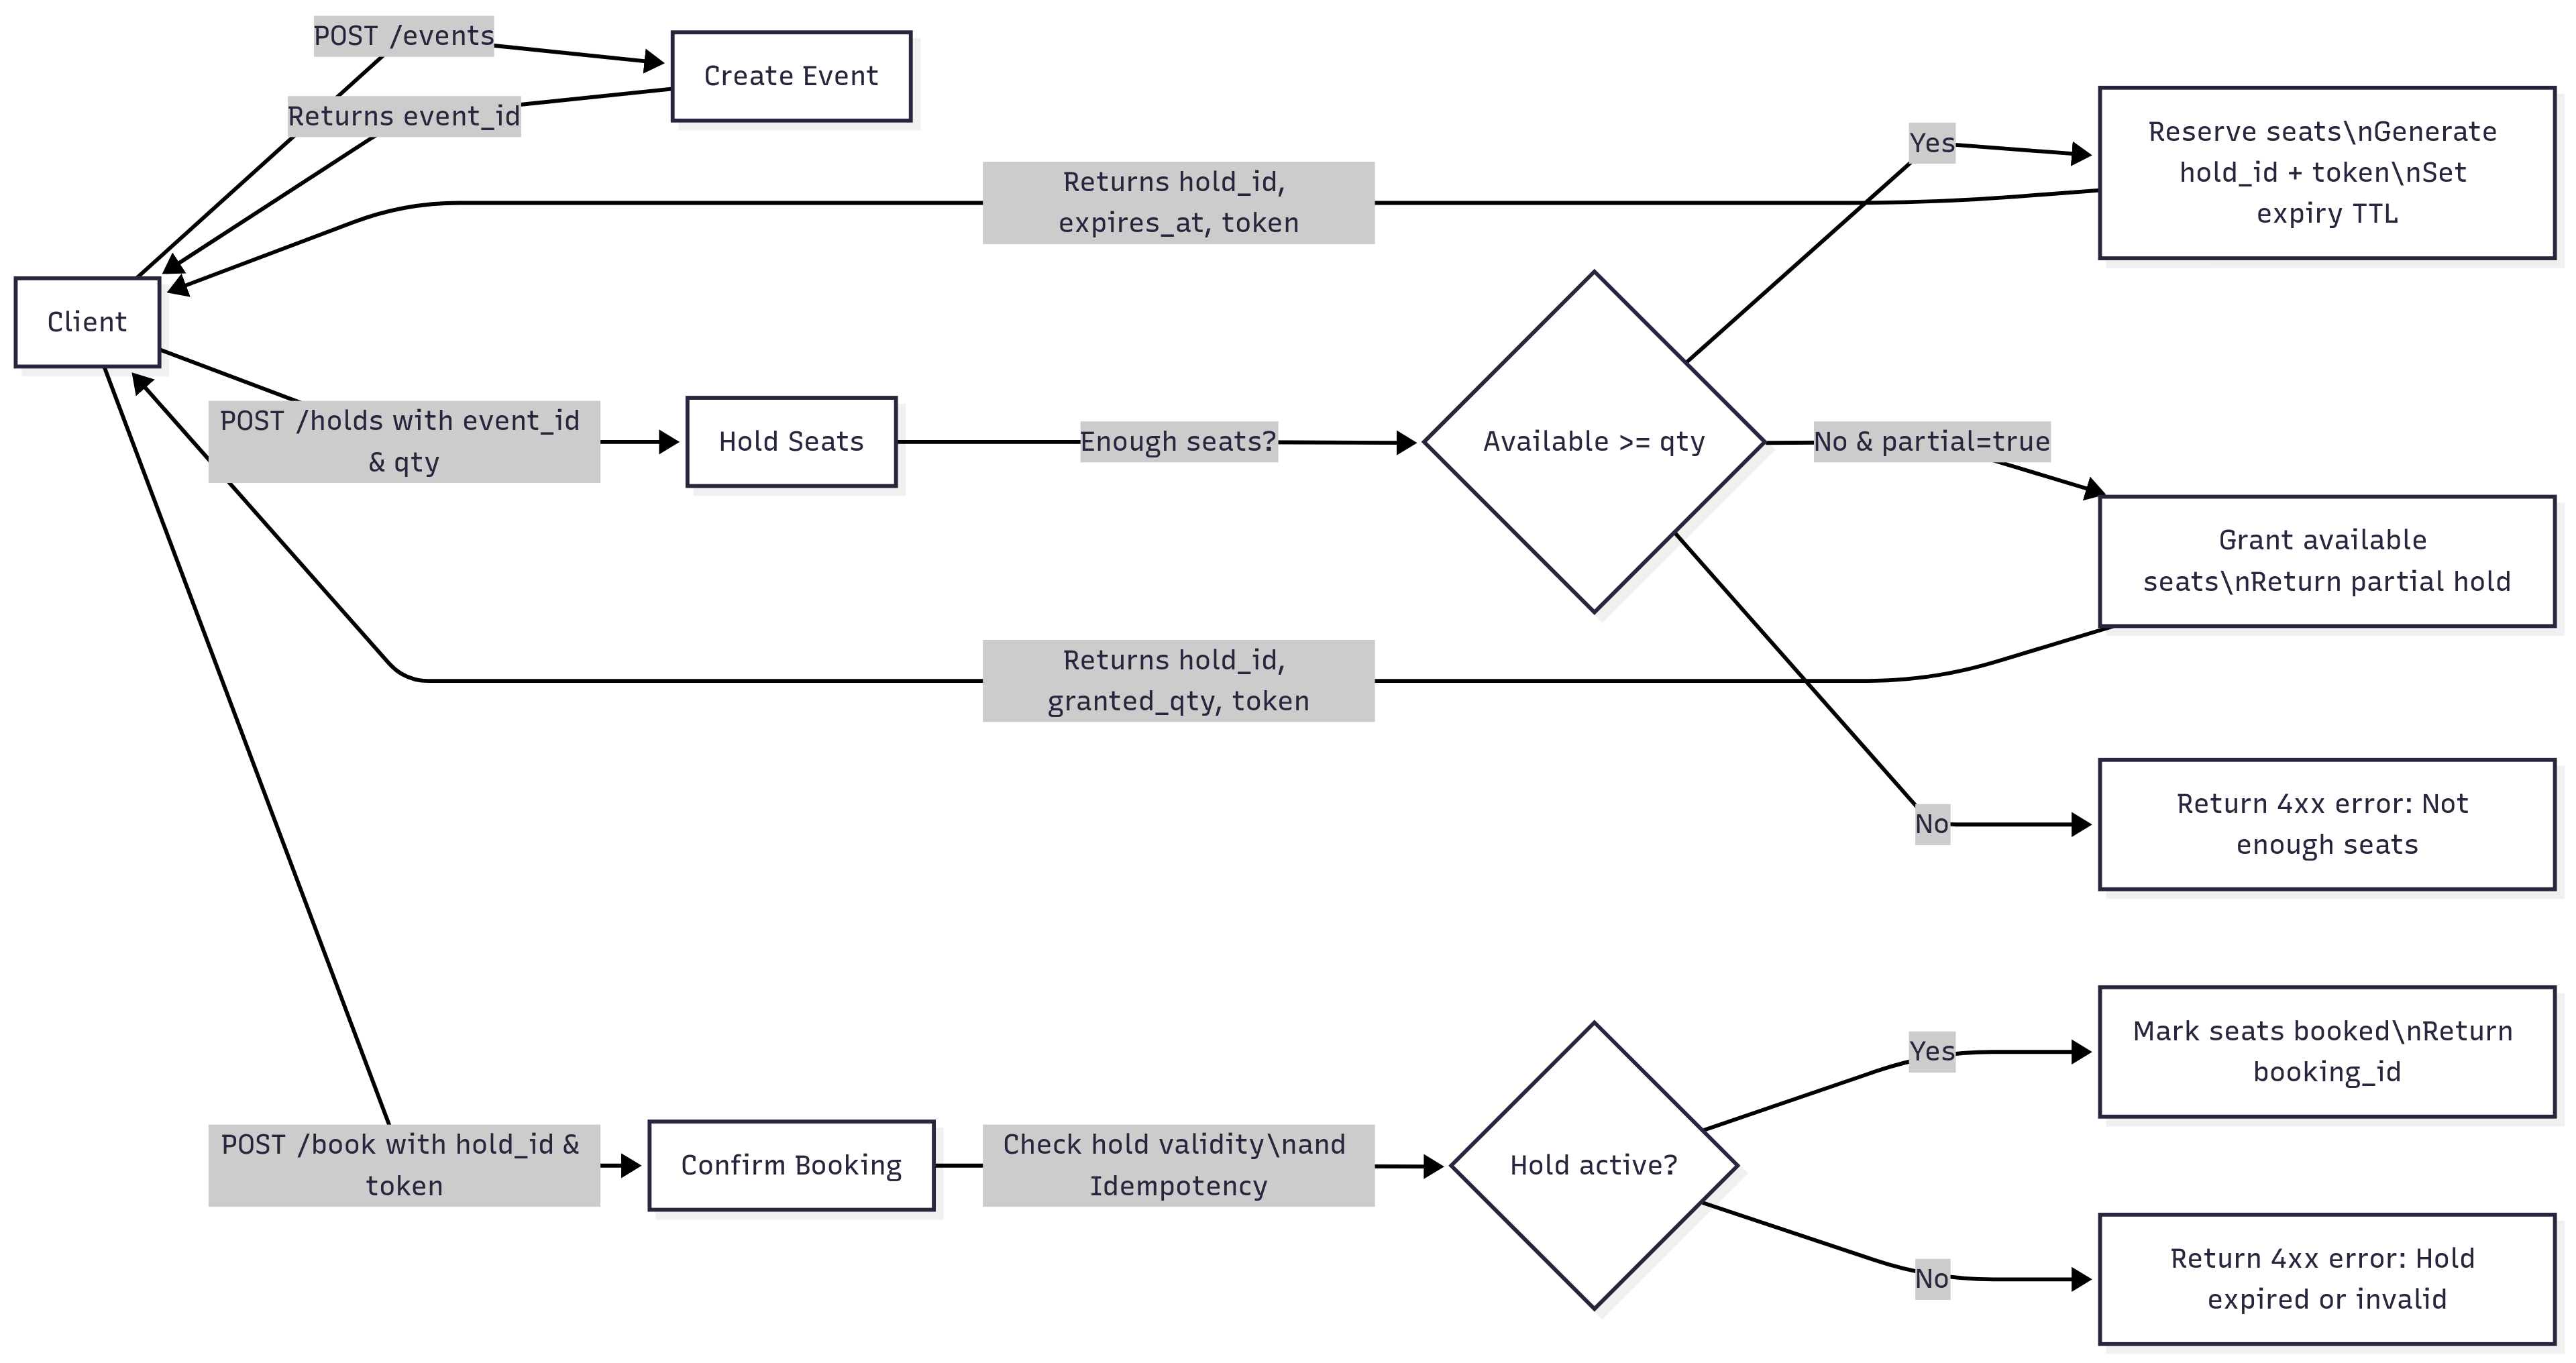 POST /events
Create Event
Returns event_id
Yes
Reserve seats\nGenerate
hold_id + token\nSet
expiry TTL
Returns hold_id,
expires_at, token
Client
POST /holds with event_id
& qty
Hold Seats
Enough seats?
Available >= qty
No & partial=true
Grant available
seats\nReturn partial hold
Returns hold_id,
granted_qty, token
No
Return 4xx error: Not
enough seats
POST /book with hold_id &
token
Confirm Booking
Check hold validity\nand
Idempotency
Hold active?
Yes
Mark seats booked\nReturn
booking_id
No
Return 4xx error: Hold
expired or invalid